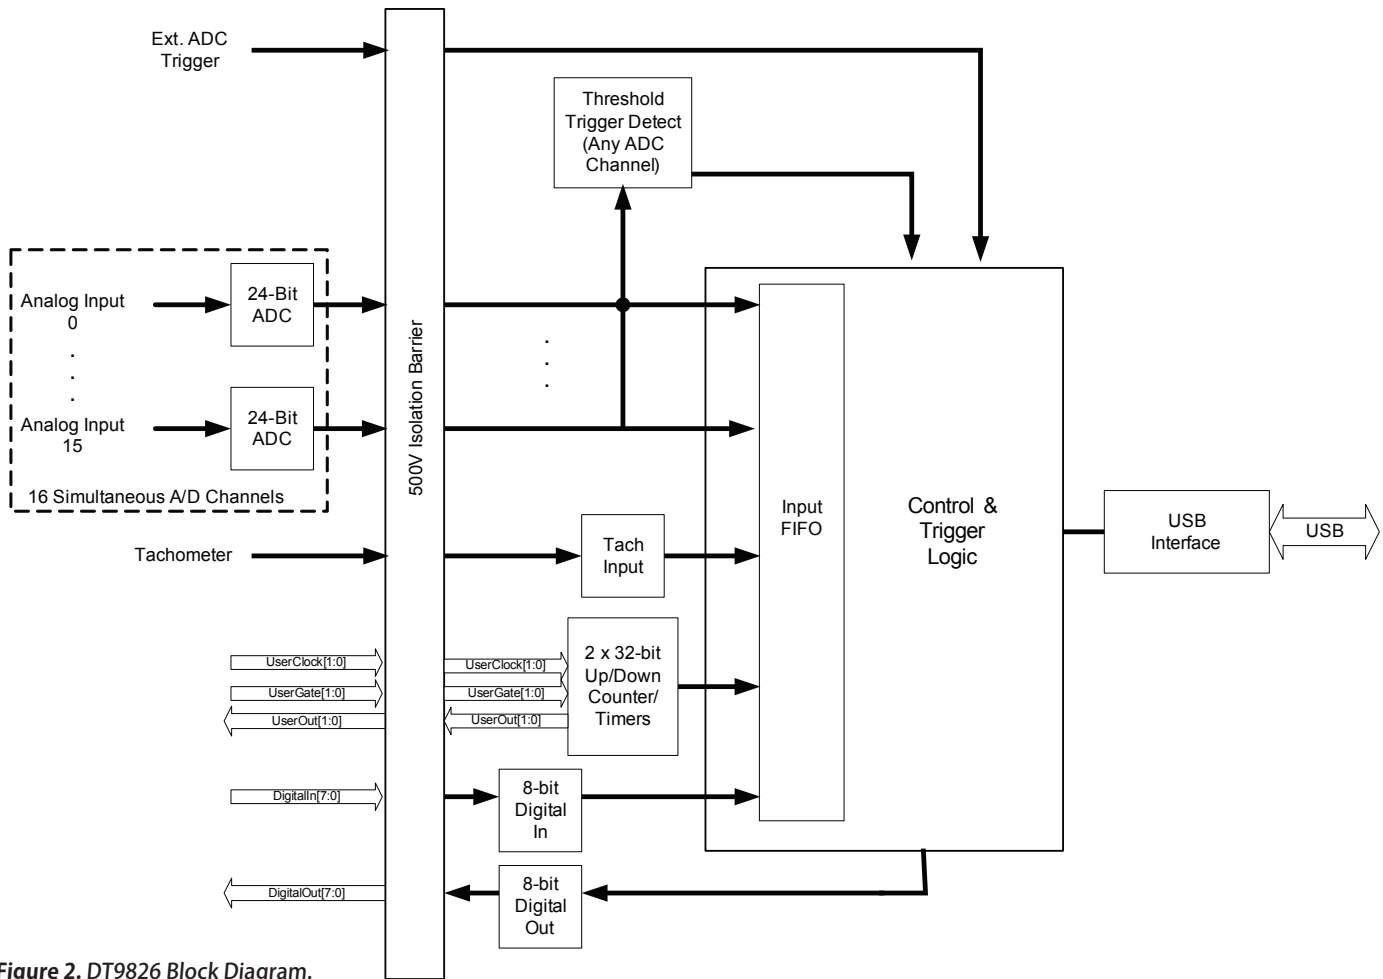 Ext. ADC
Trigger
Threshold
Trigger Detect
(Any ADC
Channel)
Analog Input
0
.
.
.
24-Bit
ADC
Analog Input
15
24-Bit
ADC
16 Simultaneous A/D Channels
500V Isolation Barrier
.
.
.
Input
FIFO
Control &
Trigger
Logic
USB
Interface
USB
Tachometer
Tach
Input
UserClock[1:0]
UserGate[1:0]
UserOut[1:0]
UserClock[1:0]
UserGate[1:0]
UserOut[1:0]
2 x 32-bit
Up/Down
Counter/
Timers
DigitalIn[7:0]
8-bit
Digital
In
DigitalOut[7:0]
8-bit
Digital
Out
Figure 2. DT9826 Block Diagram.